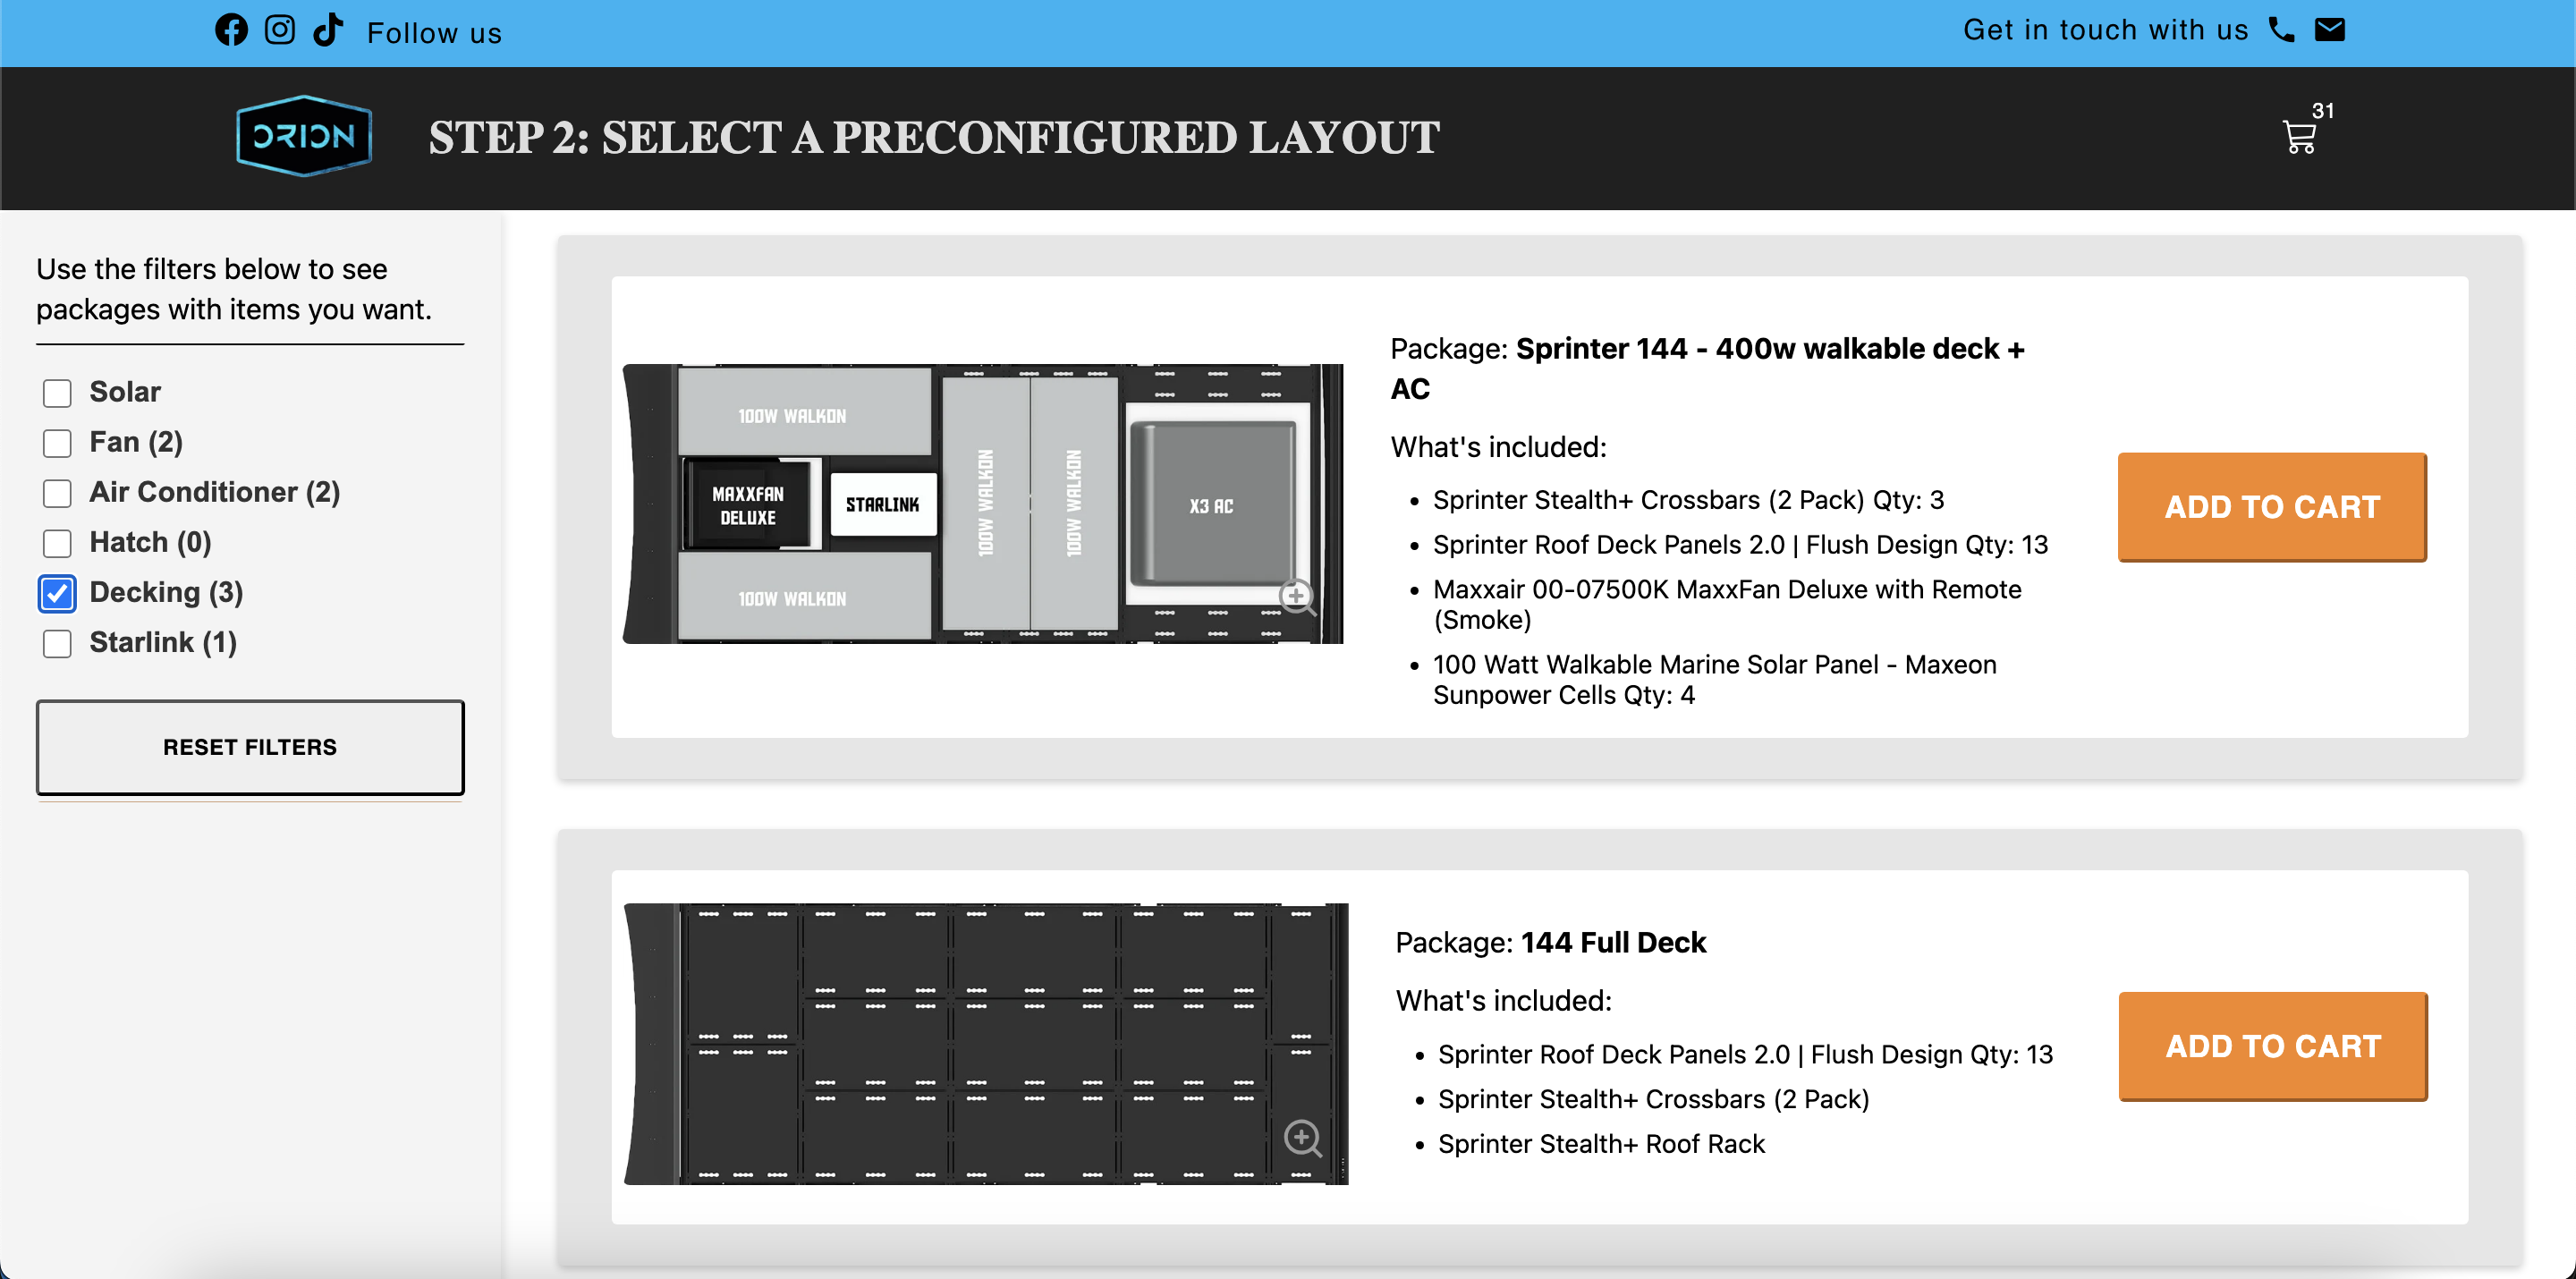 Follow us
Get in touch with us
ORION
STEP 2: SELECT A PRECONFIGURED LAYOUT
31
Use the filters below to see
packages with items you want.
Solar
Fan (2)
Air Conditioner (2)
Hatch (0)
Decking (3)
Starlink (1)
RESET FILTERS
100W WALKON
MAXXFAN
DELUXE
STARLINK
100W WALKON
100W WALKON
100W WALKON
X3 AC
Package: Sprinter 144 - 400w walkable deck +
AC
What's included:
Sprinter Stealth+ Crossbars (2 Pack) Qty: 3
Sprinter Roof Deck Panels 2.0 | Flush Design Qty: 13
Maxxair 00-07500K MaxxFan Deluxe with Remote
(Smoke)
100 Watt Walkable Marine Solar Panel - Maxeon
Sunpower Cells Qty: 4
ADD TO CART
Package: 144 Full Deck
What's included:
Sprinter Roof Deck Panels 2.0 | Flush Design Qty: 13
Sprinter Stealth+ Crossbars (2 Pack)
Sprinter Stealth+ Roof Rack
ADD TO CART